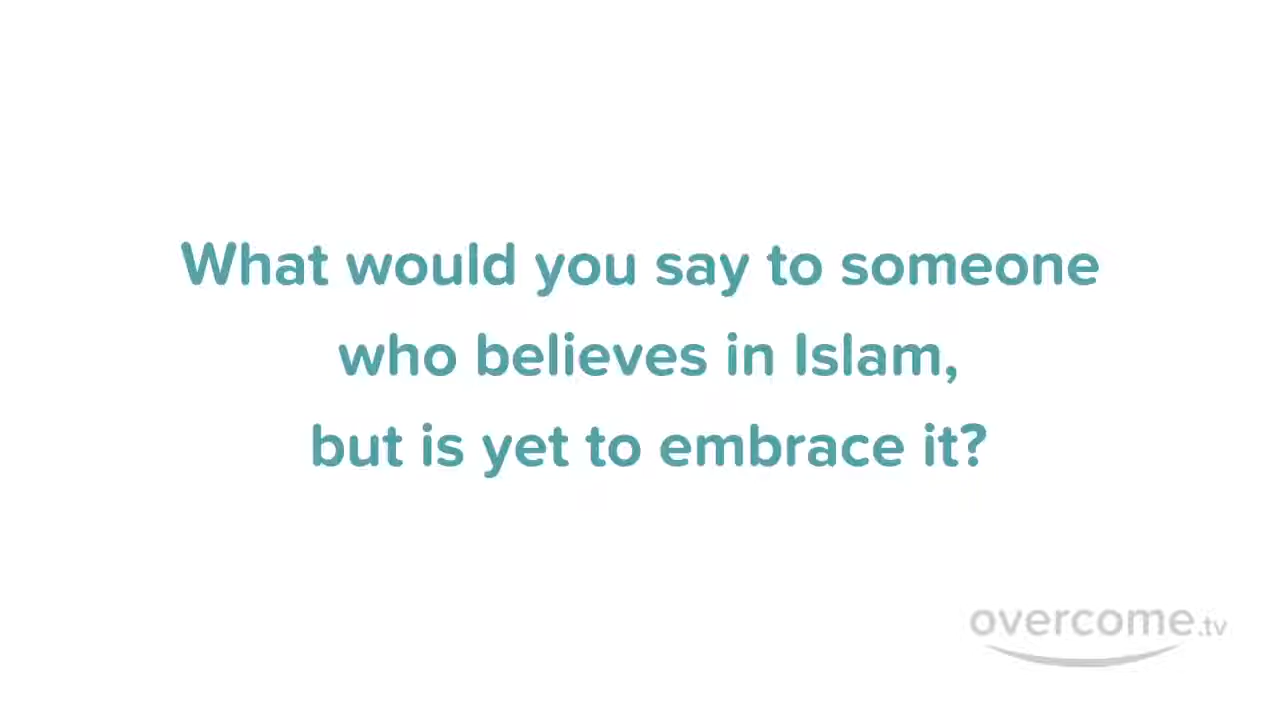 What would you say to someone
who believes in Islam,
but is yet to embrace it?
overcome.tv